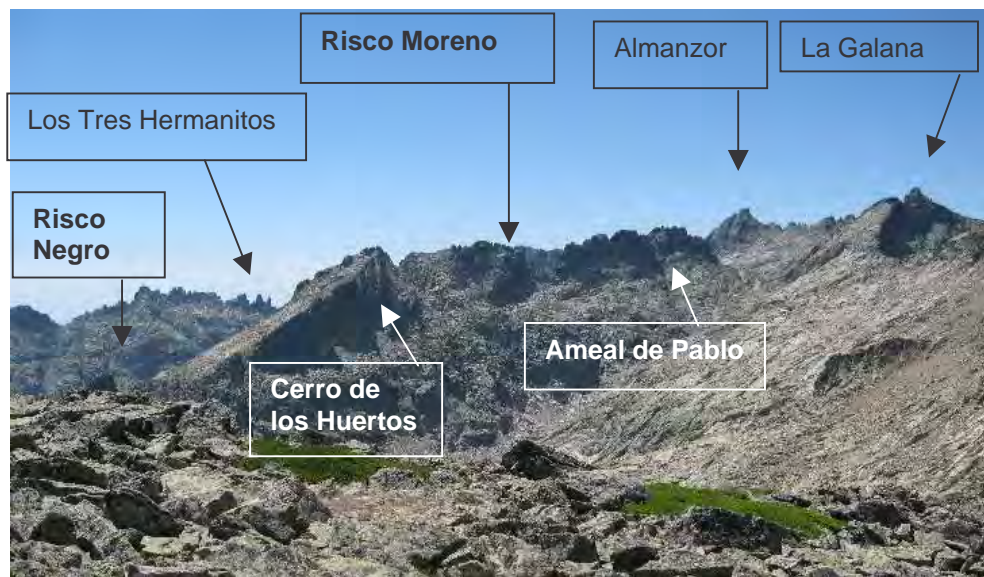 Risco Moreno
Almanzor
La Galana
Los Tres Hermanitos
Risco
Negro
Ameal de Pablo
Cerro de
los Huertos